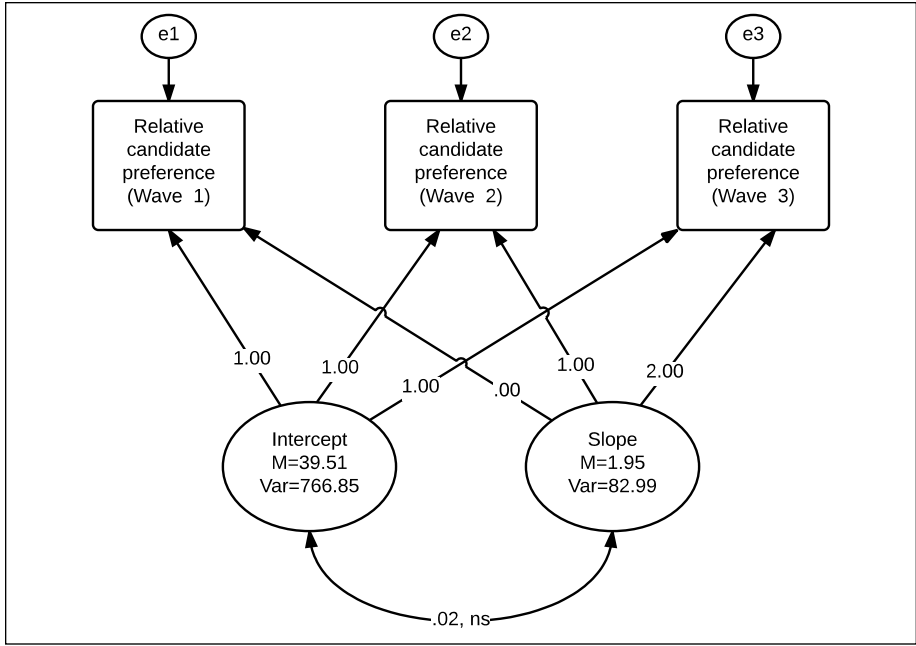 e1
e2
e3
Relative
candidate
preference
(Wave 1)
Relative
candidate
preference
(Wave 2)
Relative
candidate
preference
(Wave 3)
1.00
1.00
1.00
.00
1.00
2.00
Intercept
M=39.51
Var=766.85
Slope
M=1.95
Var=82.99
.02, ns